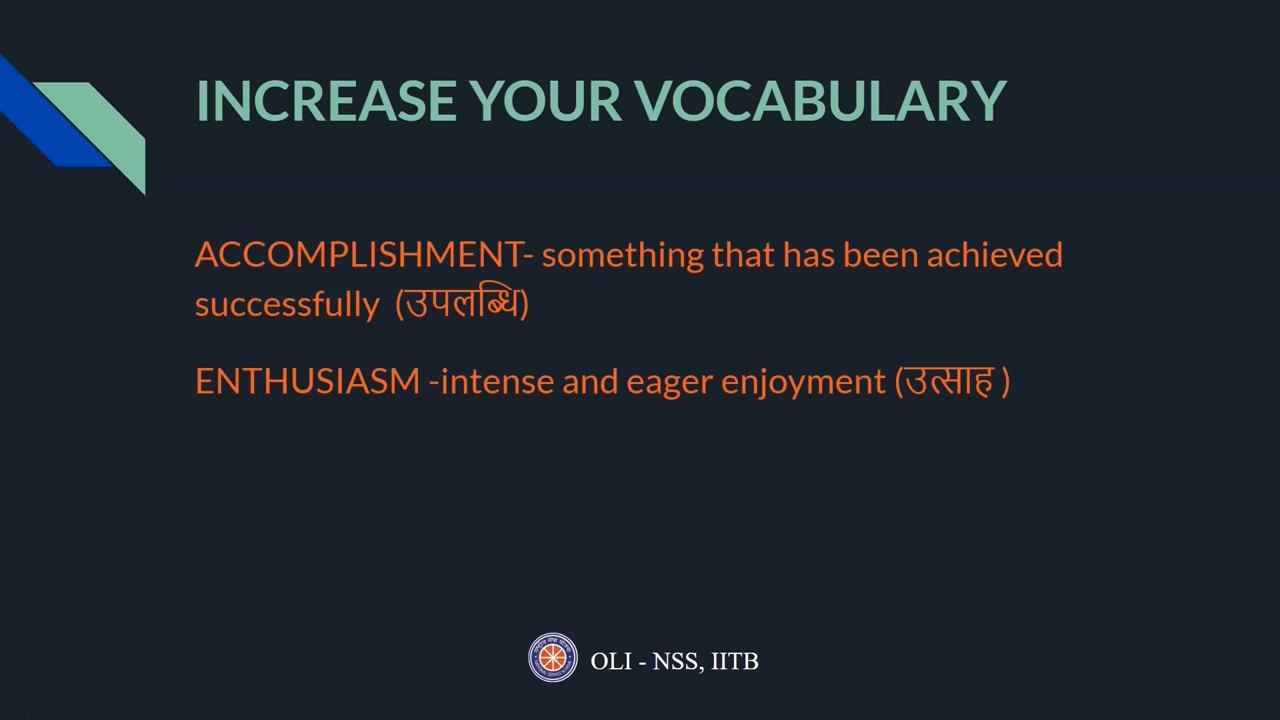 INCREASE YOUR VOCABULARY
ACCOMPLISHMENT- something that has been achieved
successfully (उपलब्धि)
ENTHUSIASM -intense and eager enjoyment (उत्साह )
OLI - NSS, IITB